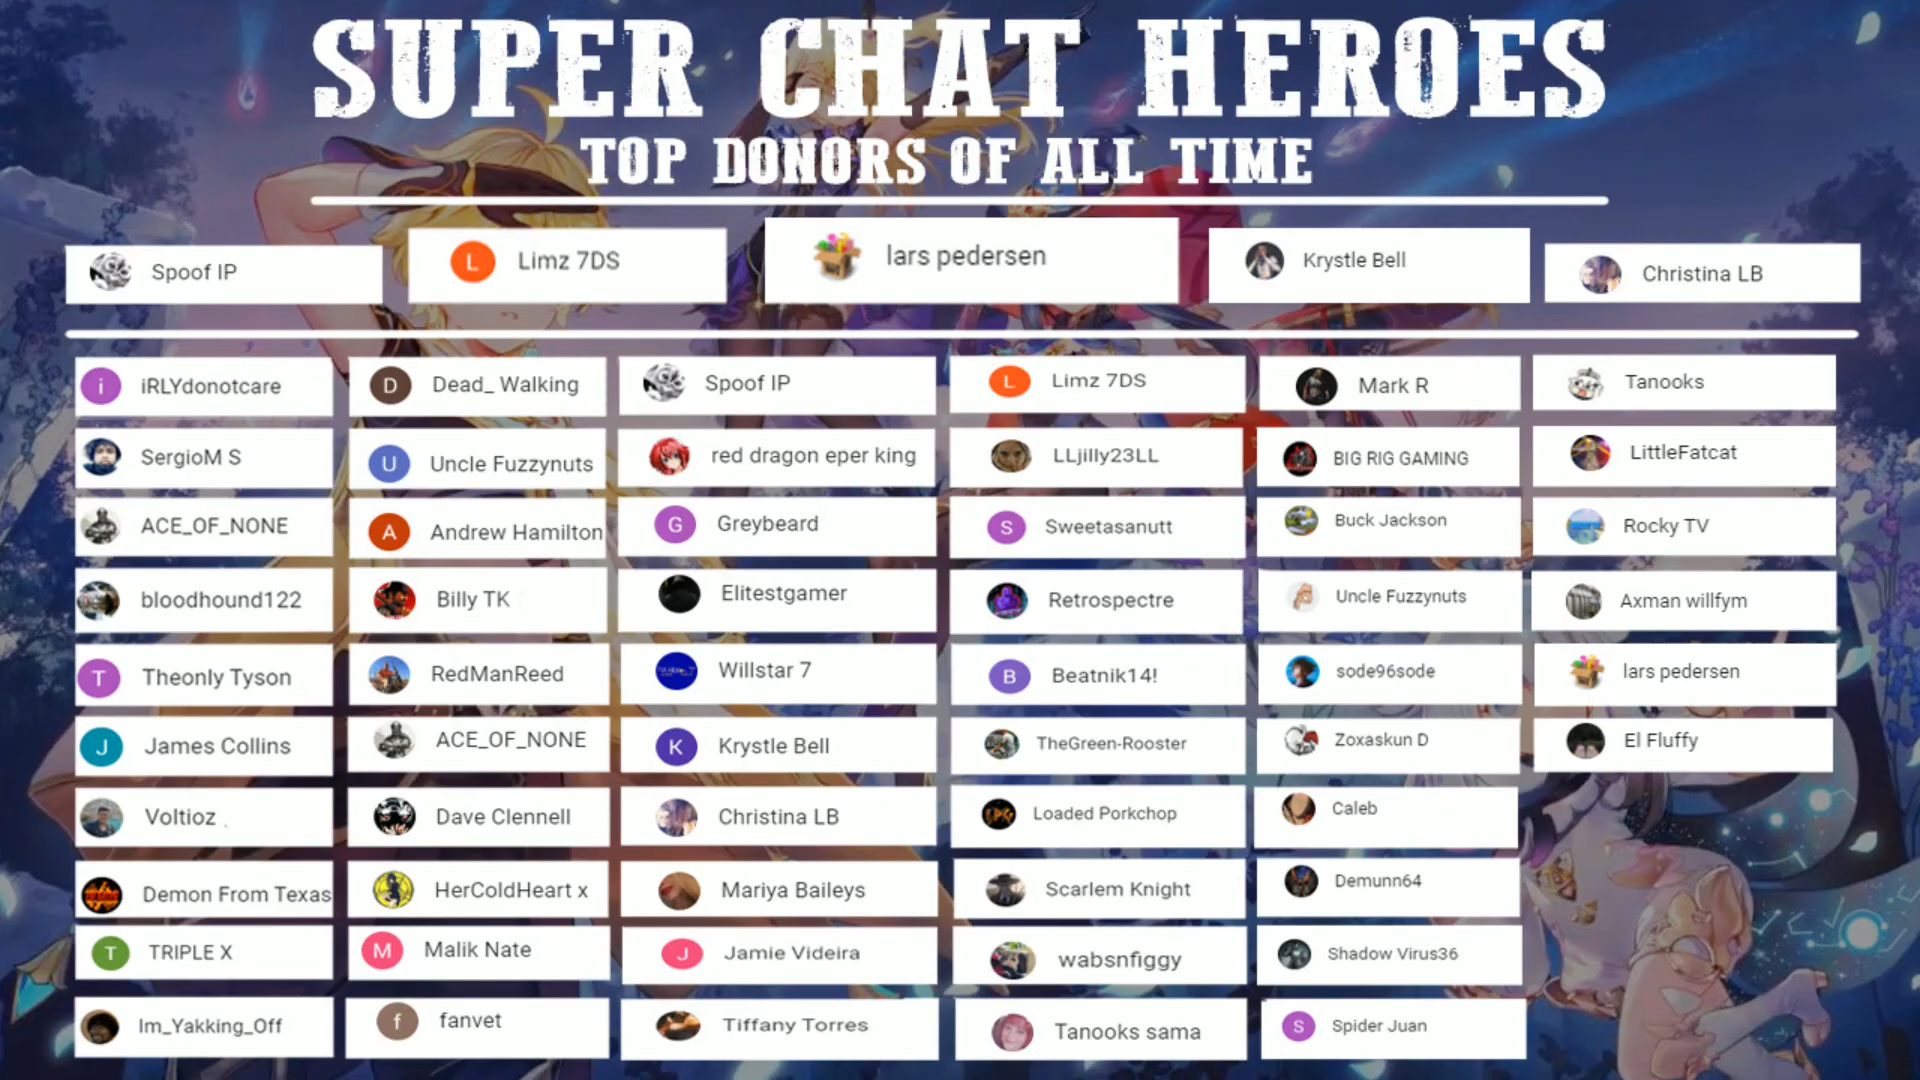 SUPER CHAT HEROES
TOP DONORS OF ALL TIME
Spoof IP
L Limz 7DS
lars pedersen
Krystle Bell
Christina LB
i iRLYdonotcare
D Dead_ Walking
Spoof IP
L Limz 7DS
Mark R
Tanooks
SergioM S
U Uncle Fuzzynuts
red dragon eper king
LLjilly23LL
BIG RIG GAMING
LittleFatcat
ACE_OF_NONE
A Andrew Hamilton
G Greybeard
S Sweetasanutt
Buck Jackson
Rocky TV
bloodhound122
Billy TK
Elitestgamer
Retrospectre
Uncle Fuzzynuts
Axman willfym
T Theonly Tyson
RedManReed
Willstar 7
B Beatnik14!
sode96sode
lars pedersen
J James Collins
ACE_OF_NONE
K Krystle Bell
TheGreen-Rooster
Zoxaskun D
El Fluffy
Voltioz
Dave Clennell
Christina LB
Loaded Porkchop
Caleb
Demon From Texas
HerColdHeart x
Mariya Baileys
Scarlem Knight
Demunn64
T TRIPLE X
M Malik Nate
J Jamie Videira
wabsnfiggy
Shadow Virus36
Im_Yakking_Off
f fanvet
Tiffany Torres
Tanooks sama
S Spider Juan